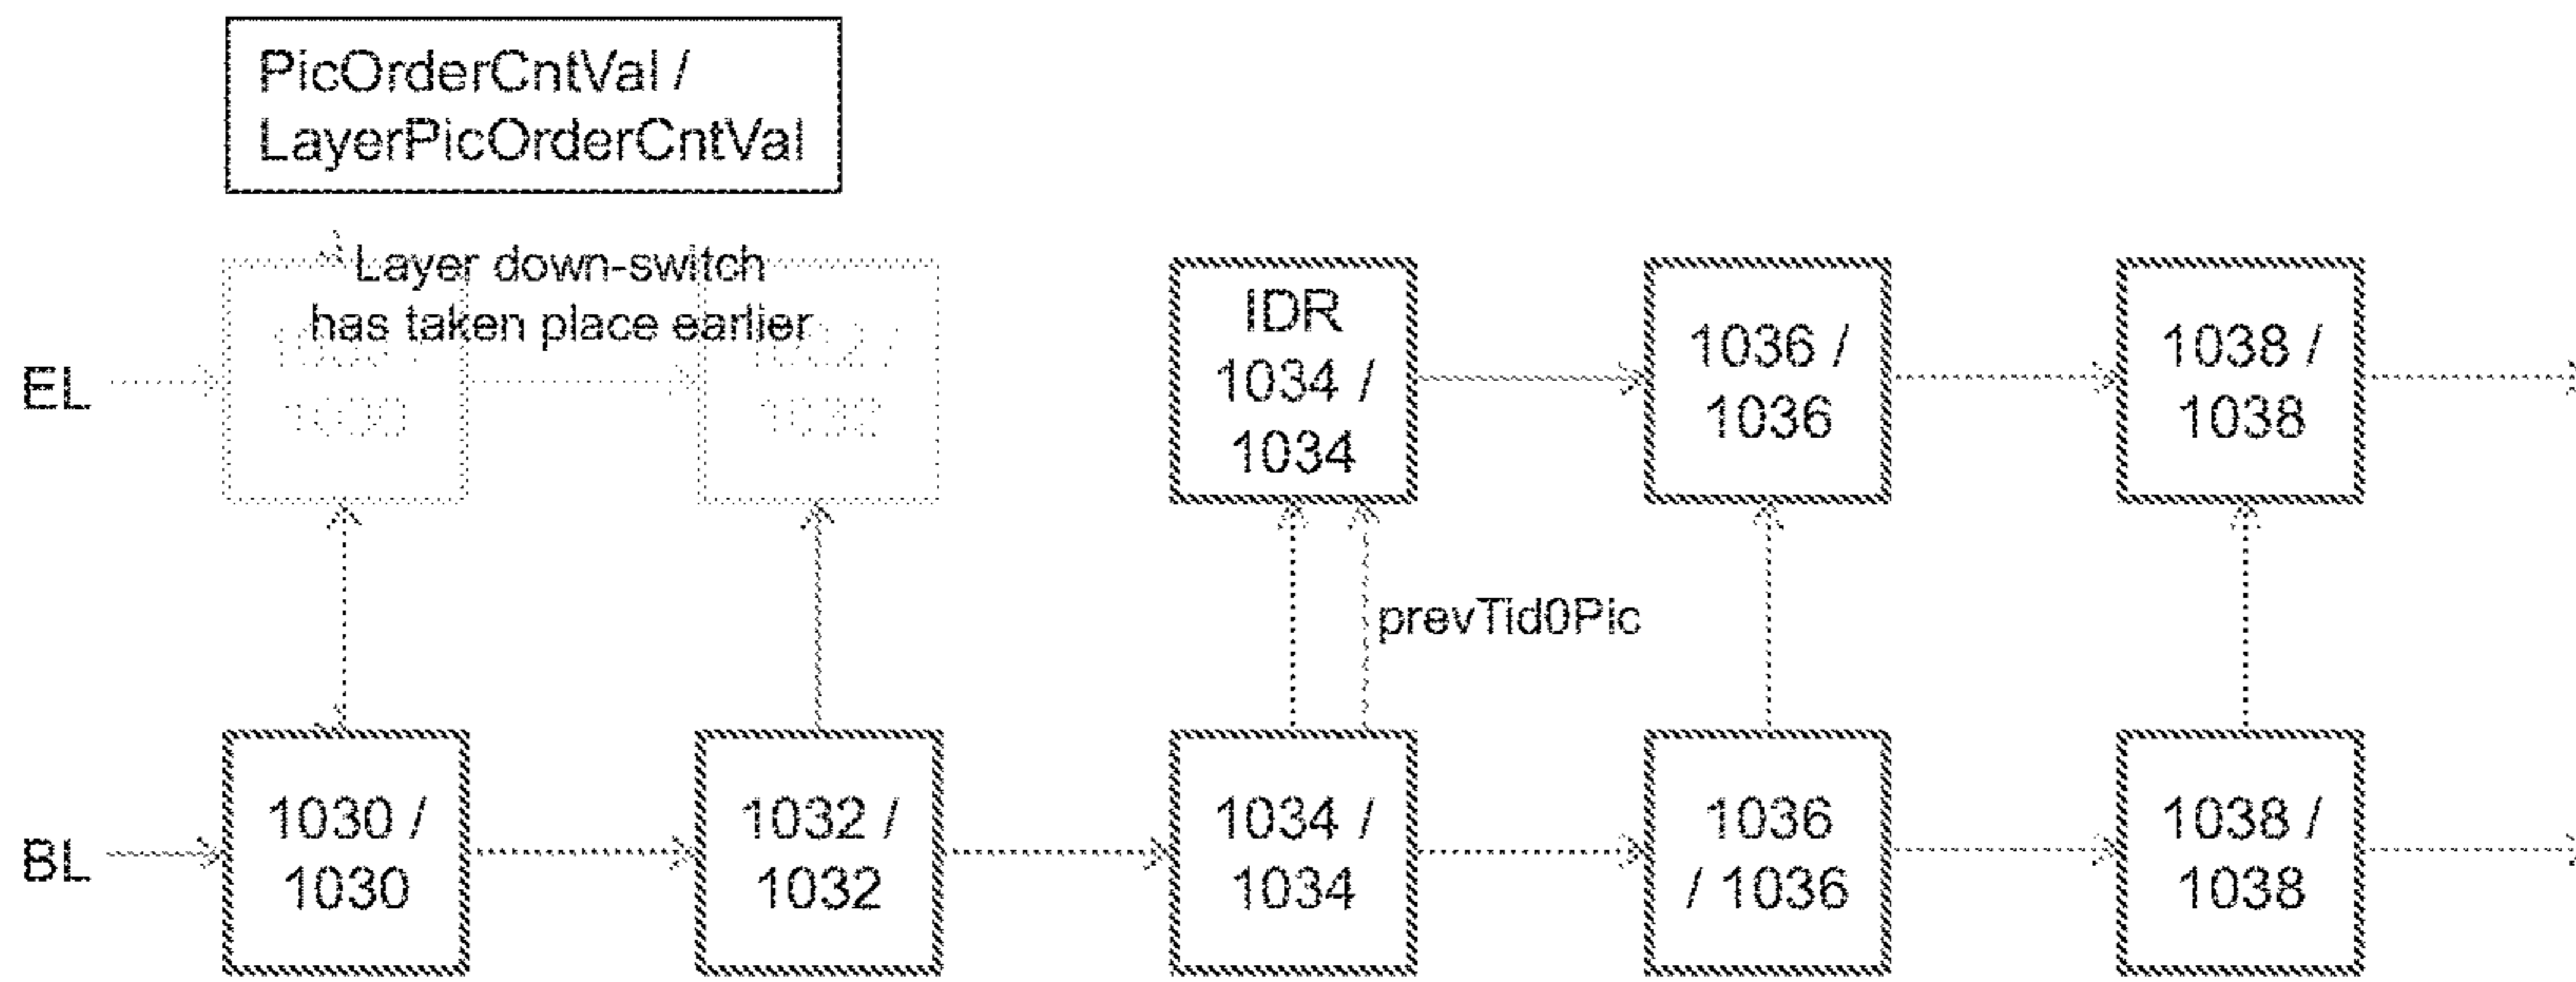 PicOrderCntVal /
LayerPicOrderCntVal
Layer down-switch
has taken place earlier
EL
IDR
1034 /
1034
1036 /
1036
1038 /
1038
prevTid0Pic
BL
1030 /
1030
1032 /
1032
1034 /
1034
1036
/ 1036
1038 /
1038